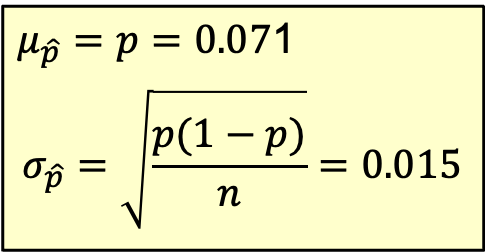 μ_p̂ = p = 0.071
σ_p̂ = √(p(1 − p)/n) = 0.015